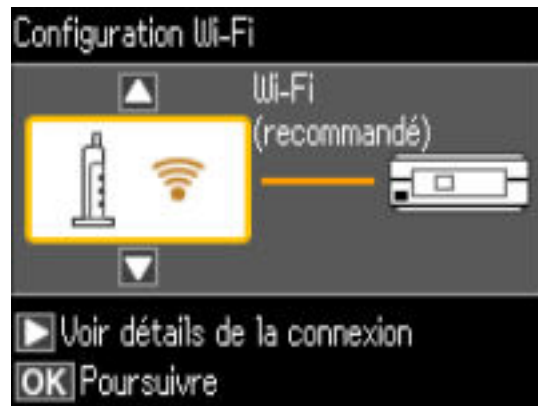 Configuration Wi-Fi
Wi-Fi
(recommandé)
Voir détails de la connexion
OK Poursuivre